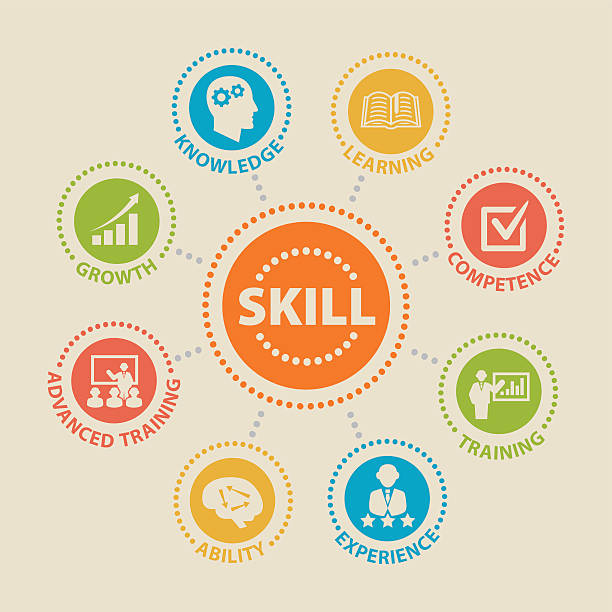 KNOWLEDGE
LEARNING
GROWTH
COMPETENCE
SKILL
ADVANCED TRAINING
TRAINING
ABILITY
EXPERIENCE